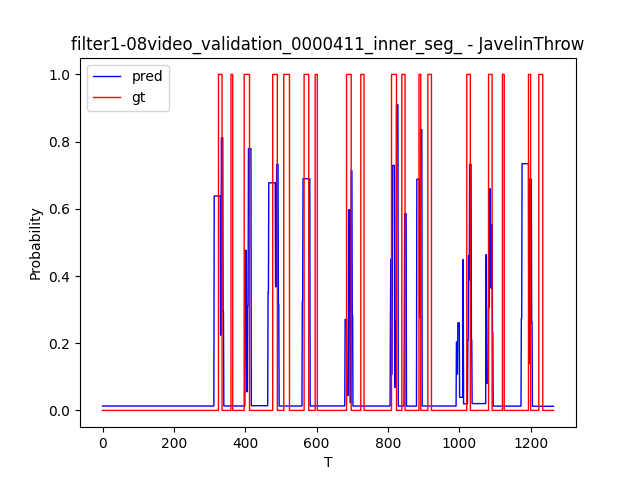 filter1-08video_validation_0000411_inner_seg_ - JavelinThrow
pred
gt
1.0
0.8
0.6
0.4
0.2
0.0
Probability
0 200 400 600 800 1000 1200
T